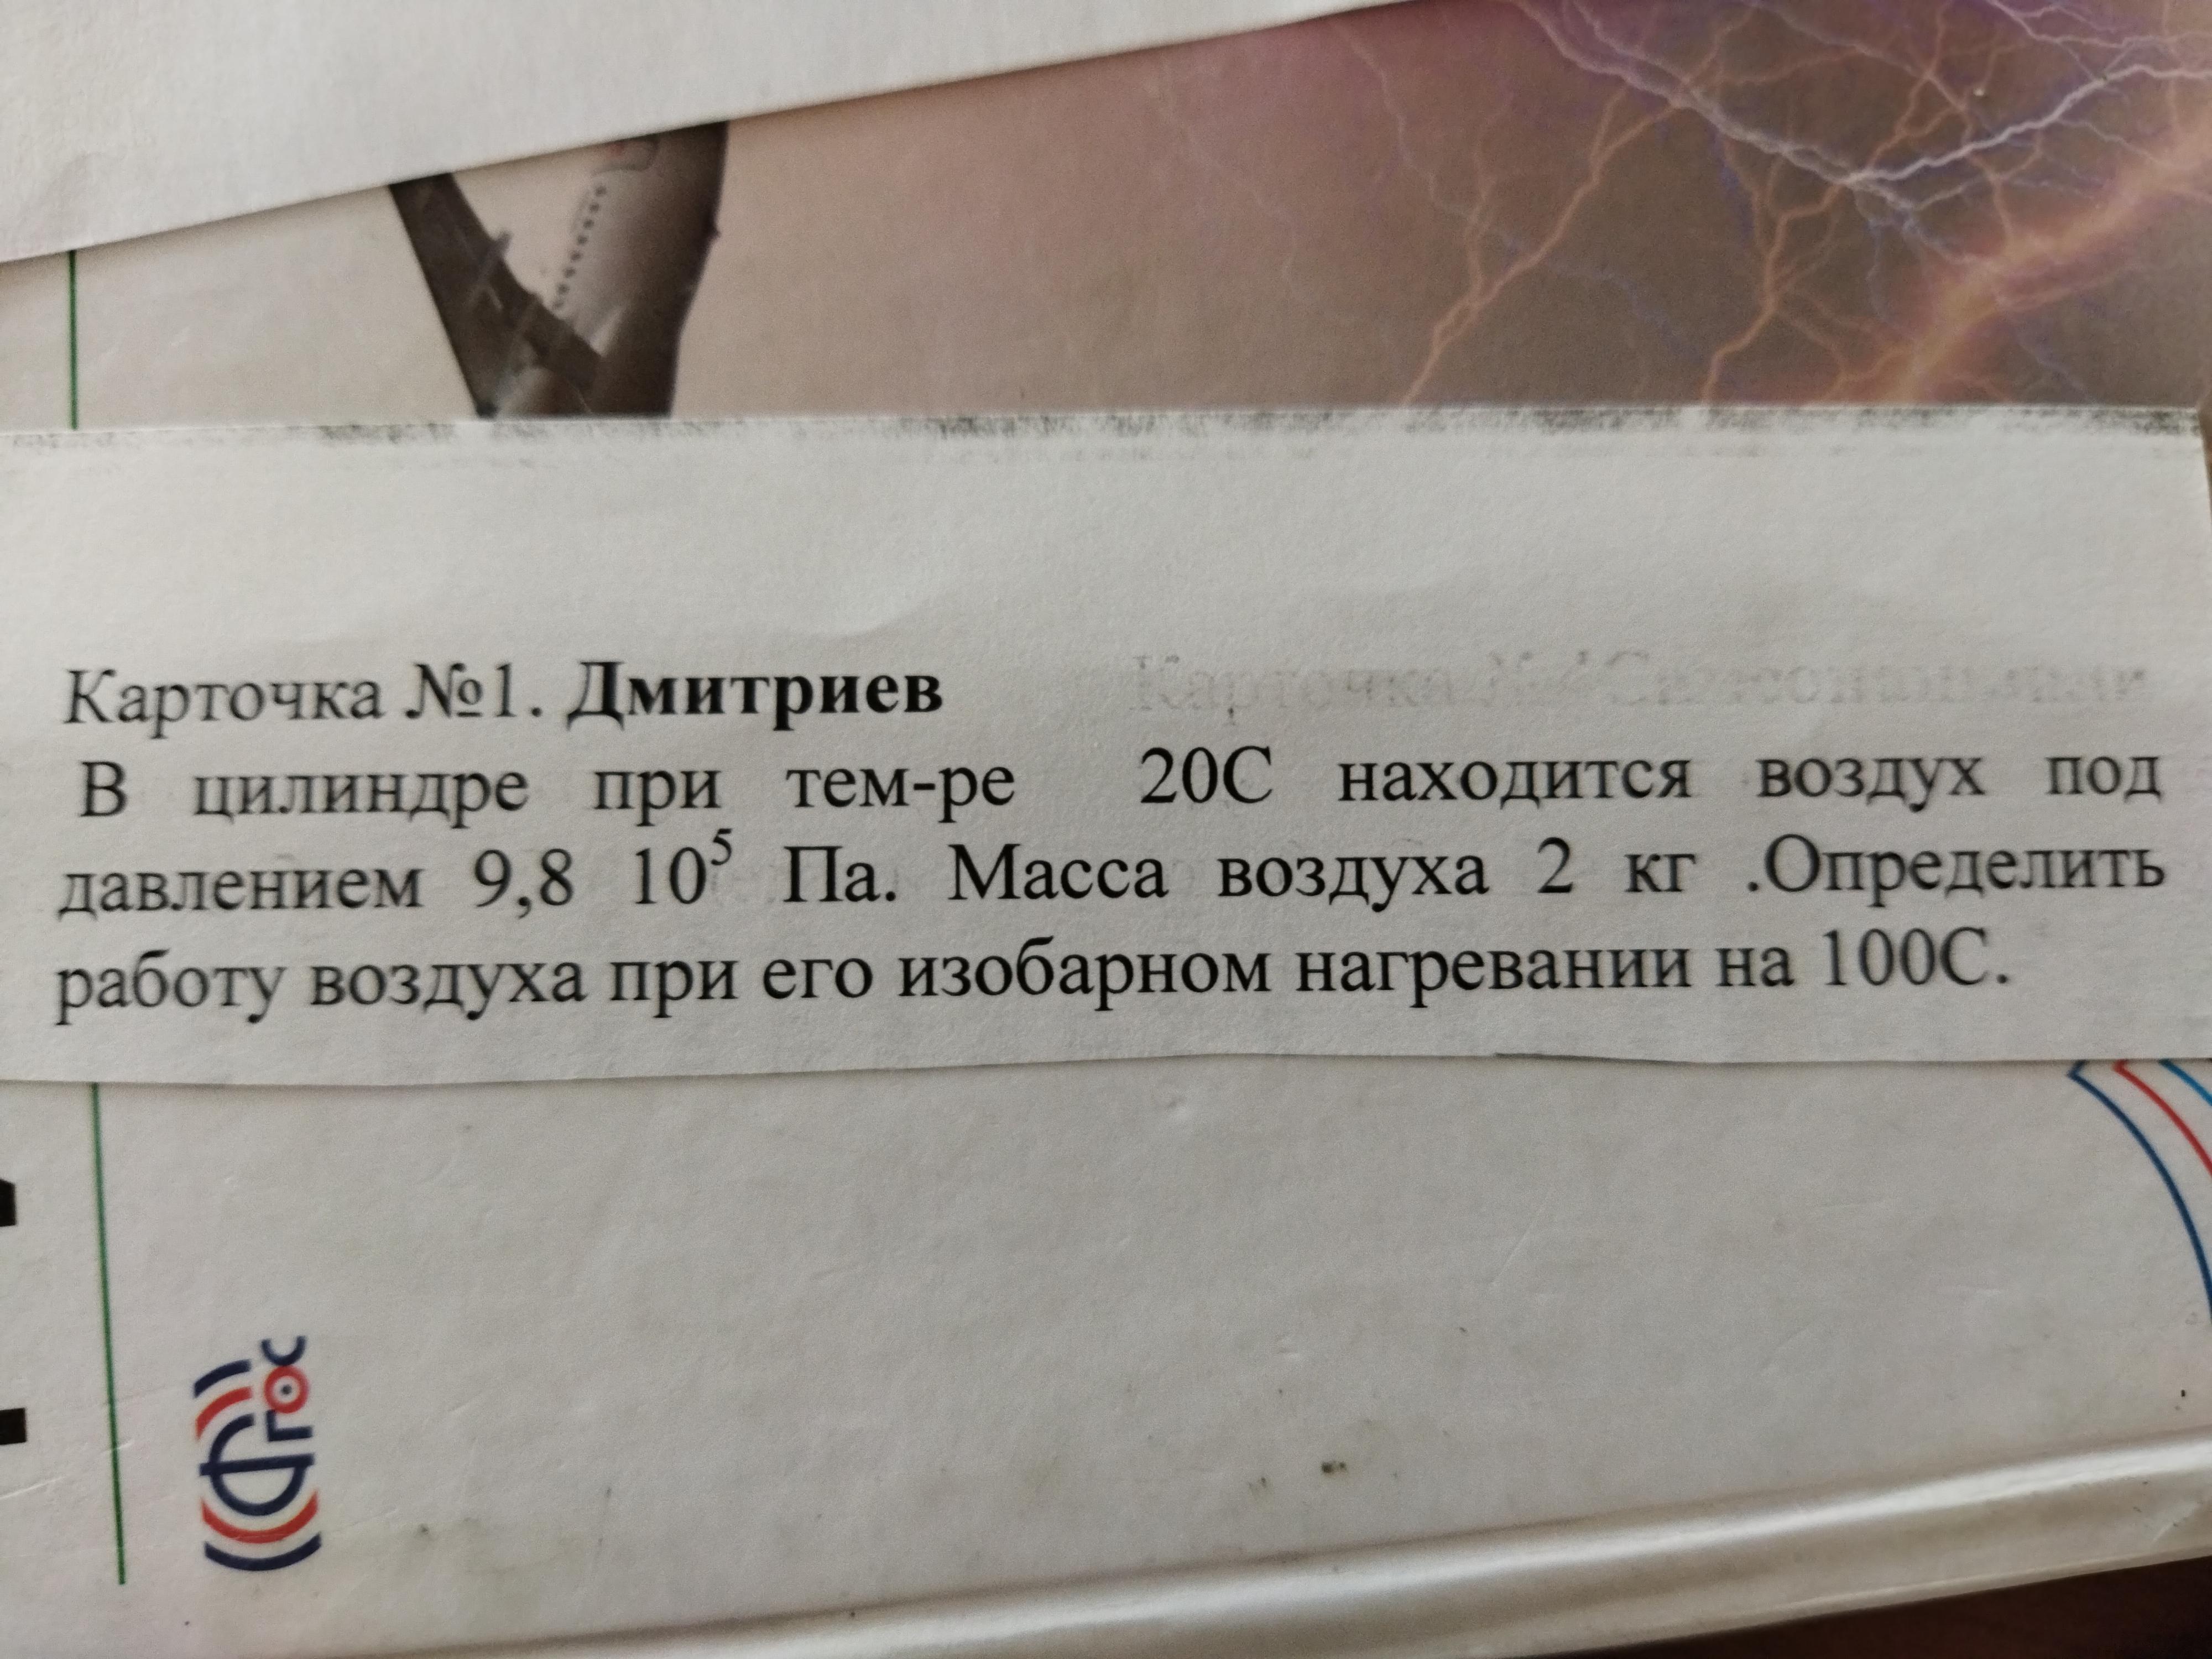 Карточка №1. Дмитриев
В цилиндре при тем-ре 20С находится воздух под
давлением 9,8 10⁵ Па. Масса воздуха 2 кг .Определить
работу воздуха при его изобарном нагревании на 100С.
ФГОС